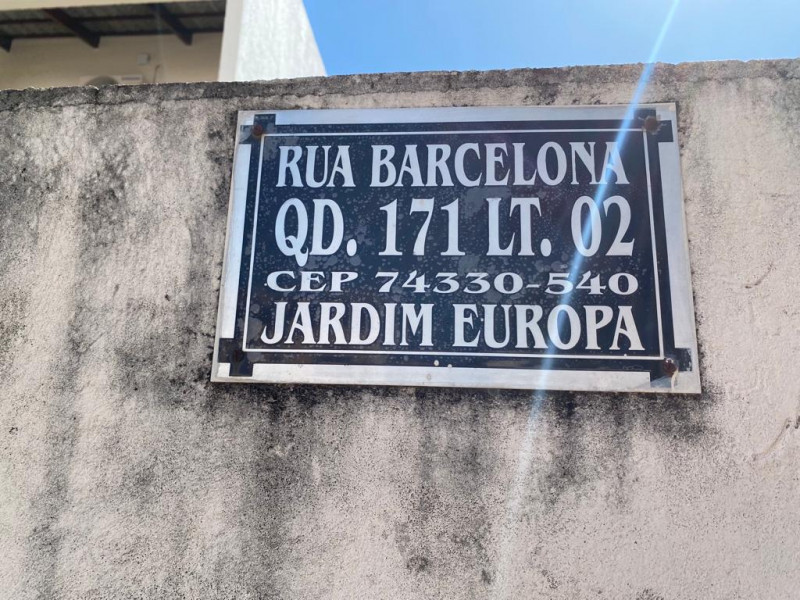 RUA BARCELONA
QD. 171 LT. 02
CEP 74330-540
JARDIM EUROPA